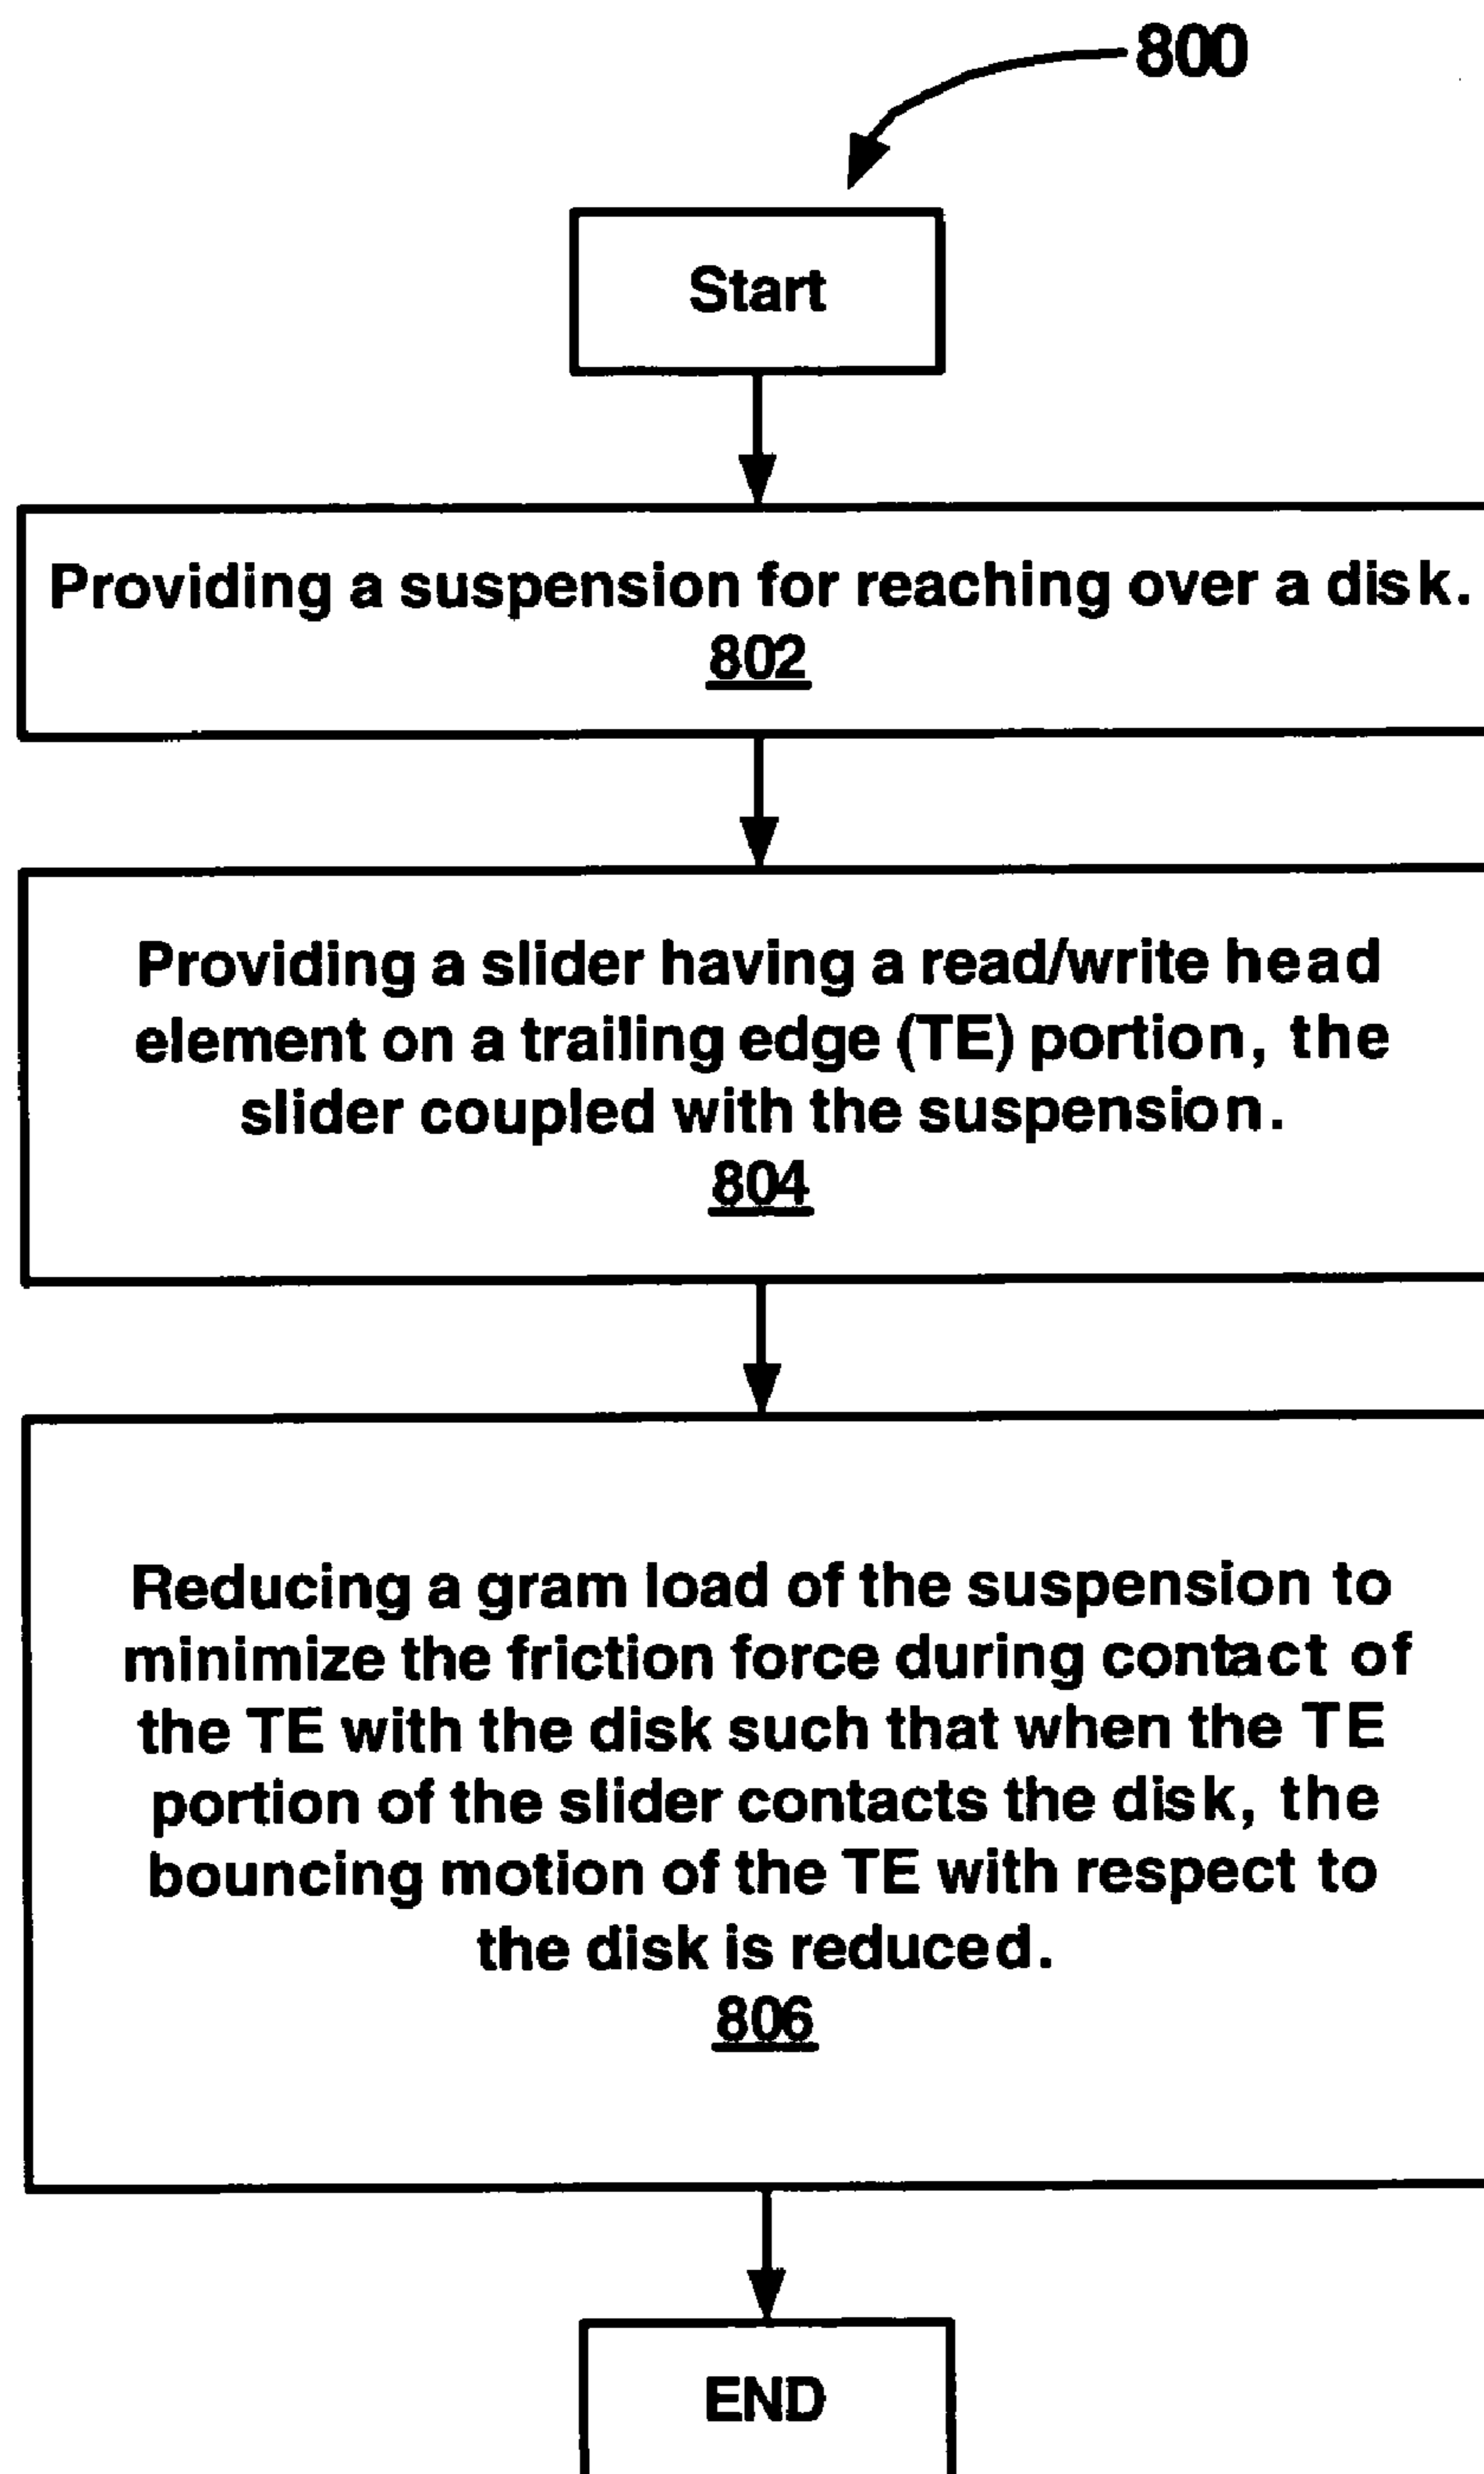 800
Start
Providing a suspension for reaching over a disk.
802
Providing a slider having a read/write head
element on a trailing edge (TE) portion, the
slider coupled with the suspension.
804
Reducing a gram load of the suspension to
minimize the friction force during contact of
the TE with the disk such that when the TE
portion of the slider contacts the disk, the
bouncing motion of the TE with respect to
the disk is reduced.
806
END